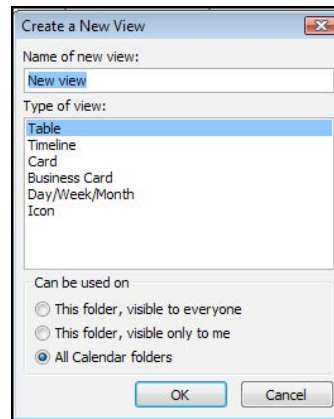 Create a New View
Name of new view:
New view
Type of view:
Table
Timeline
Card
Business Card
Day/Week/Month
Icon
Can be used on
This folder, visible to everyone
This folder, visible only to me
All Calendar folders
OK Cancel